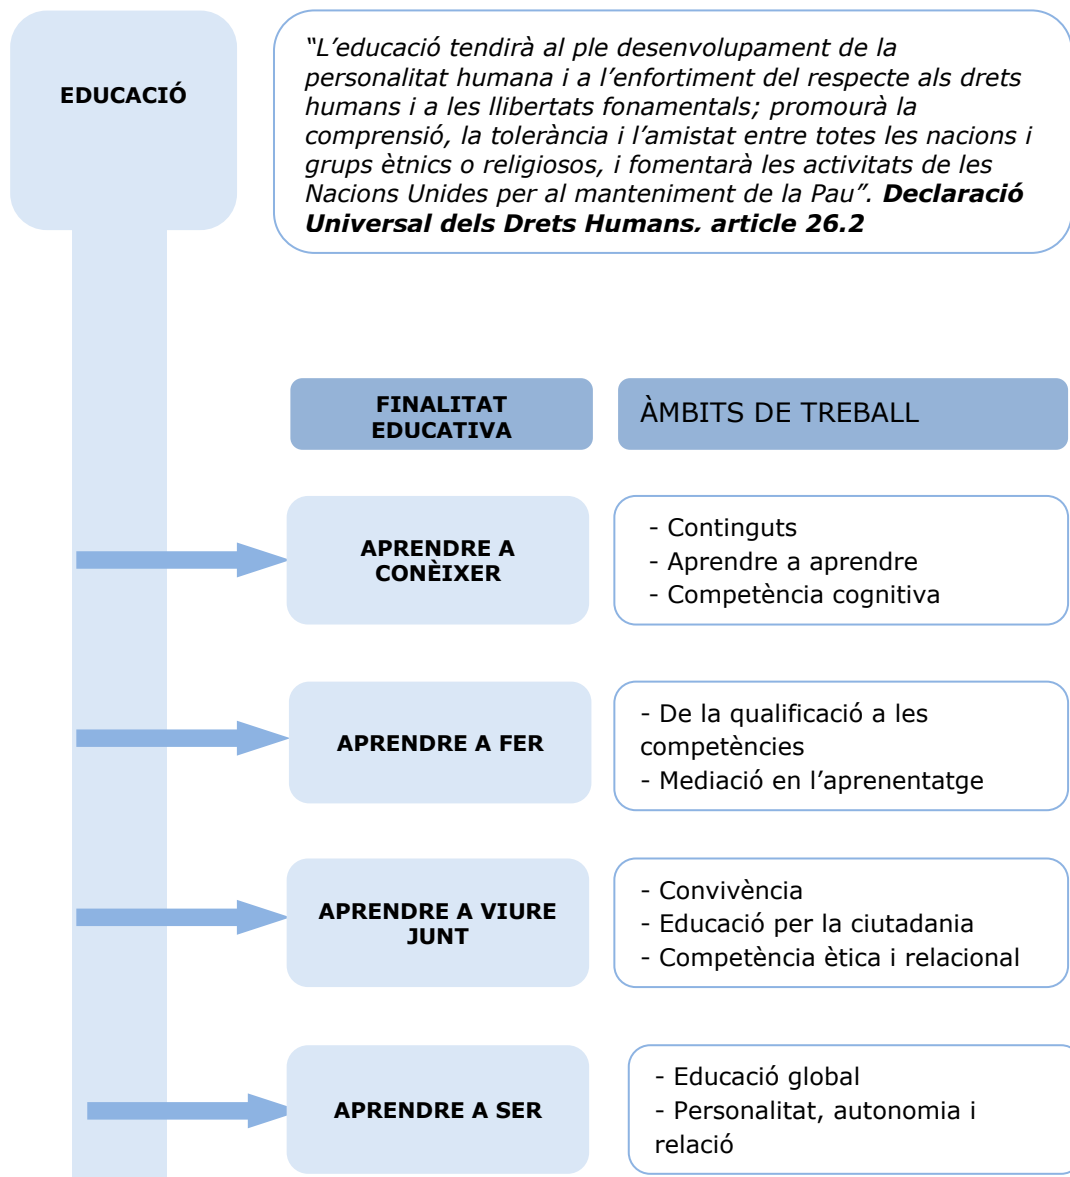 EDUCACIÓ
“L’educació tendirà al ple desenvolupament de la
personalitat humana i a l’enfortiment del respecte als drets
humans i a les llibertats fonamentals; promourà la
comprensió, la tolerància i l’amistat entre totes les nacions i
grups ètnics o religiosos, i fomentarà les activitats de les
Nacions Unides per al manteniment de la Pau”. Declaració
Universal dels Drets Humans, article 26.2
FINALITAT
EDUCATIVA
ÀMBITS DE TREBALL
APRENDRE A
CONÈIXER
- Continguts
- Aprendre a aprendre
- Competència cognitiva
APRENDRE A FER
- De la qualificació a les
competències
- Mediació en l’aprenentatge
APRENDRE A VIURE
JUNT
- Convivència
- Educació per la ciutadania
- Competència ètica i relacional
APRENDRE A SER
- Educació global
- Personalitat, autonomia i
relació